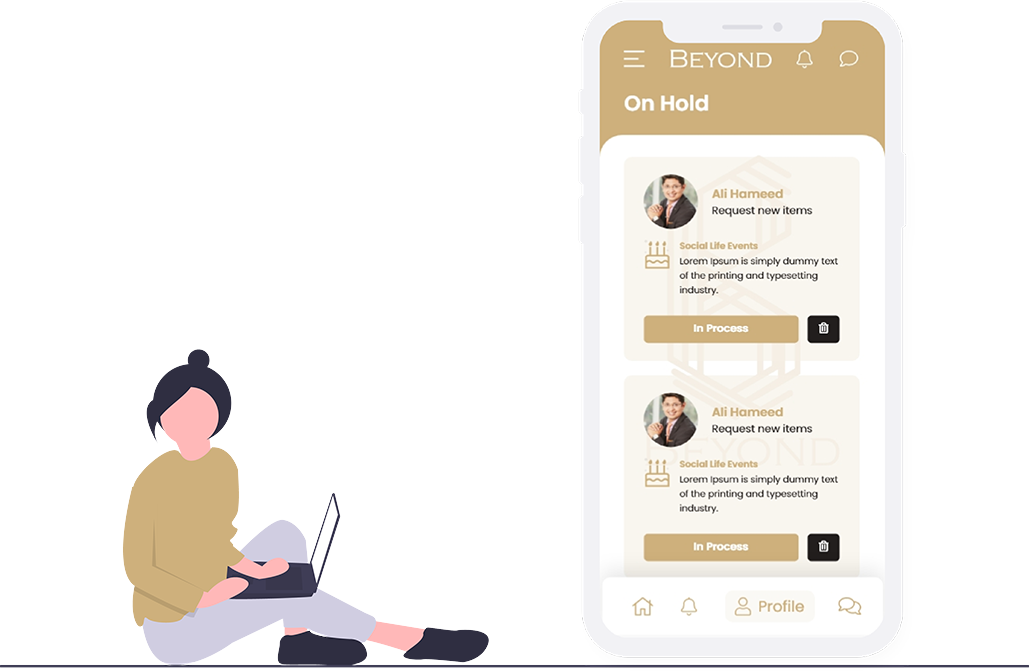 BEYOND
On Hold
Ali Hameed
Request new items
Social Life Events
Lorem Ipsum is simply dummy text
of the printing and typesetting
industry.
In Process
Ali Hameed
Request new items
BEYOND
Social Life Events
Lorem Ipsum is simply dummy text
of the printing and typesetting
industry.
In Process
Profile